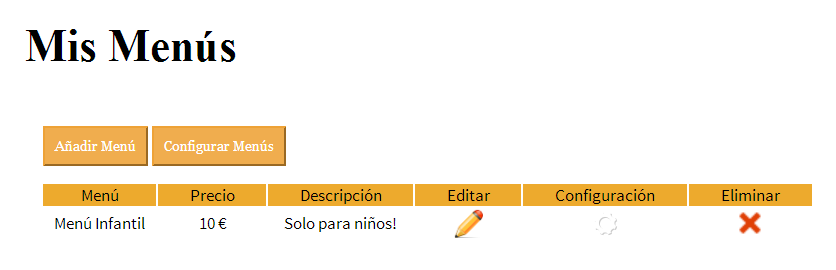 Mis Menús
Añadir Menú Configurar Menús
Menú Precio Descripción Editar Configuración Eliminar
Menú Infantil 10 € Solo para niños!